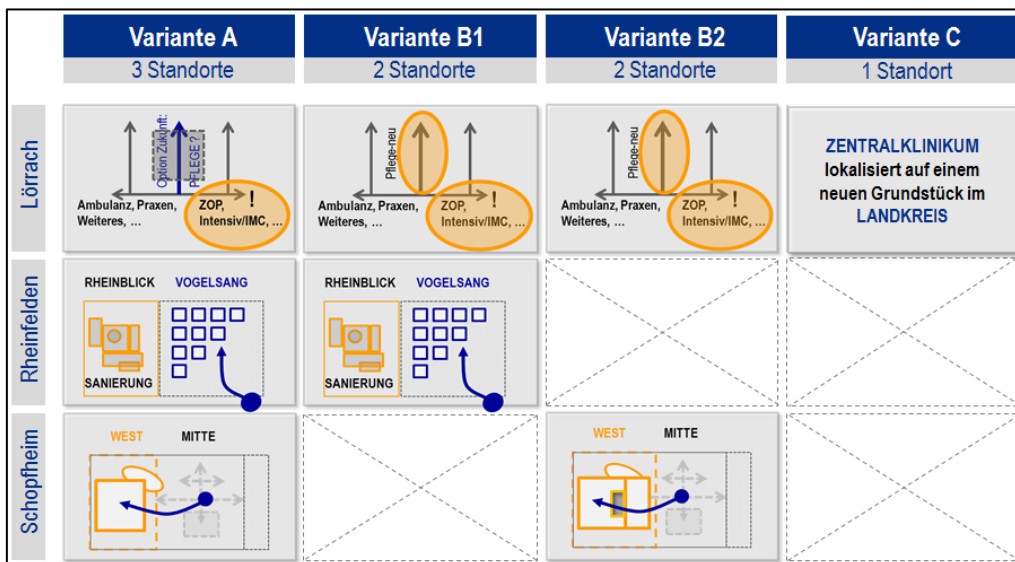 Variante A
Variante B1
Variante B2
Variante C
3 Standorte
2 Standorte
2 Standorte
1 Standort
Lörrach
Option Zukunft:
PFLEGE ?
Ambulanz, Praxen,
Weiteres, ...
!
ZOP,
Intensiv/IMC, ...
Pflege-neu
Ambulanz, Praxen,
Weiteres, ...
!
ZOP,
Intensiv/IMC, ...
Pflege-neu
Ambulanz, Praxen,
Weiteres, ...
!
ZOP,
Intensiv/IMC, ...
ZENTRALKLINIKUM
lokalisiert auf einem
neuen Grundstück im
LANDKREIS
Rheinfelden
RHEINBLICK
VOGELSANG
SANIERUNG
RHEINBLICK
VOGELSANG
SANIERUNG
Schopfheim
WEST
MITTE
WEST
MITTE